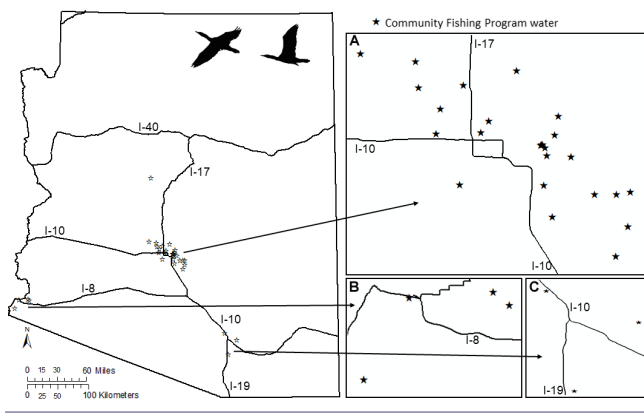 ★ Community Fishing Program water
A
I-17
I-10
I-10
I-40
I-17
I-10
I-8
I-10
I-19
B
I-8
C
I-10
I-19
N
0 15 30 60 Miles
0 25 50 100 Kilometers